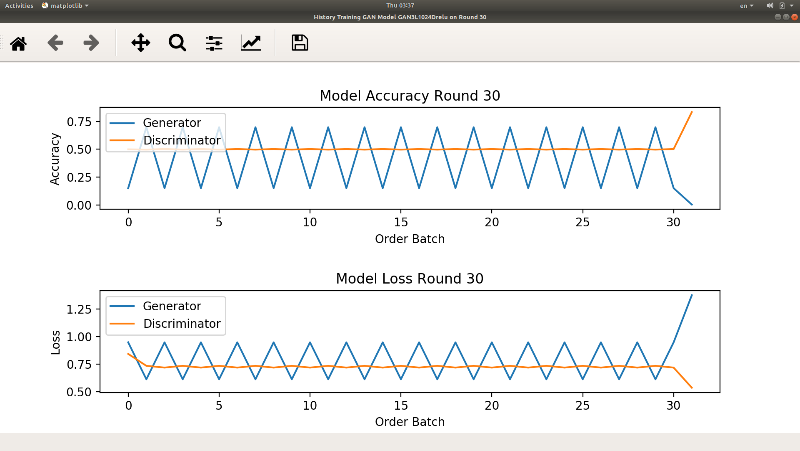 Activities matplotlib Thu 03:37 en
History Training GAN Model GAN3L1024Drelu on Round 30
Model Accuracy Round 30
Generator
Discriminator
Accuracy
0.75
0.50
0.25
0.00
0 5 10 15 20 25 30
Order Batch
Model Loss Round 30
Generator
Discriminator
Loss
1.25
1.00
0.75
0.50
0 5 10 15 20 25 30
Order Batch